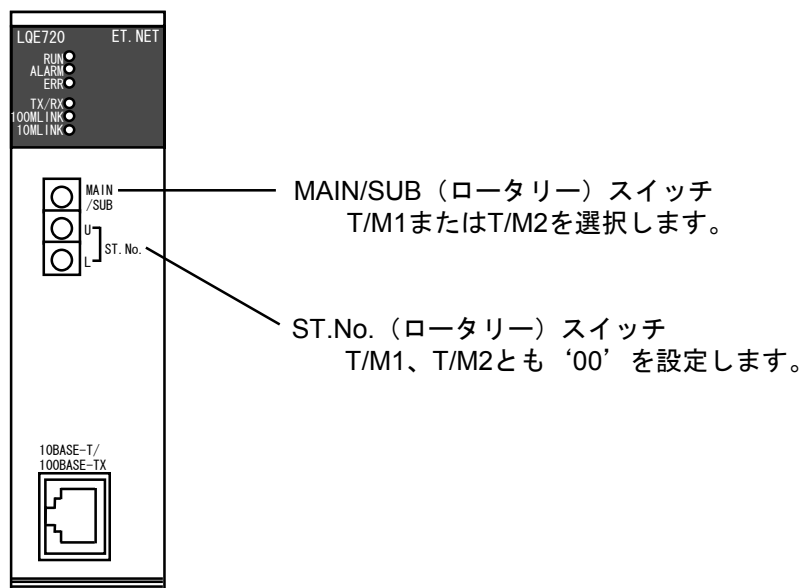 LQE720 ET.NET
RUN
ALARM
ERR
TX/RX
100MLINK
10MLINK
MAIN
/SUB
U
L
ST.No.
MAIN/SUB（ロータリー）スイッチ
T/M1またはT/M2を選択します。
ST.No.（ロータリー）スイッチ
T/M1、T/M2とも‘00’を設定します。
10BASE-T/
100BASE-TX